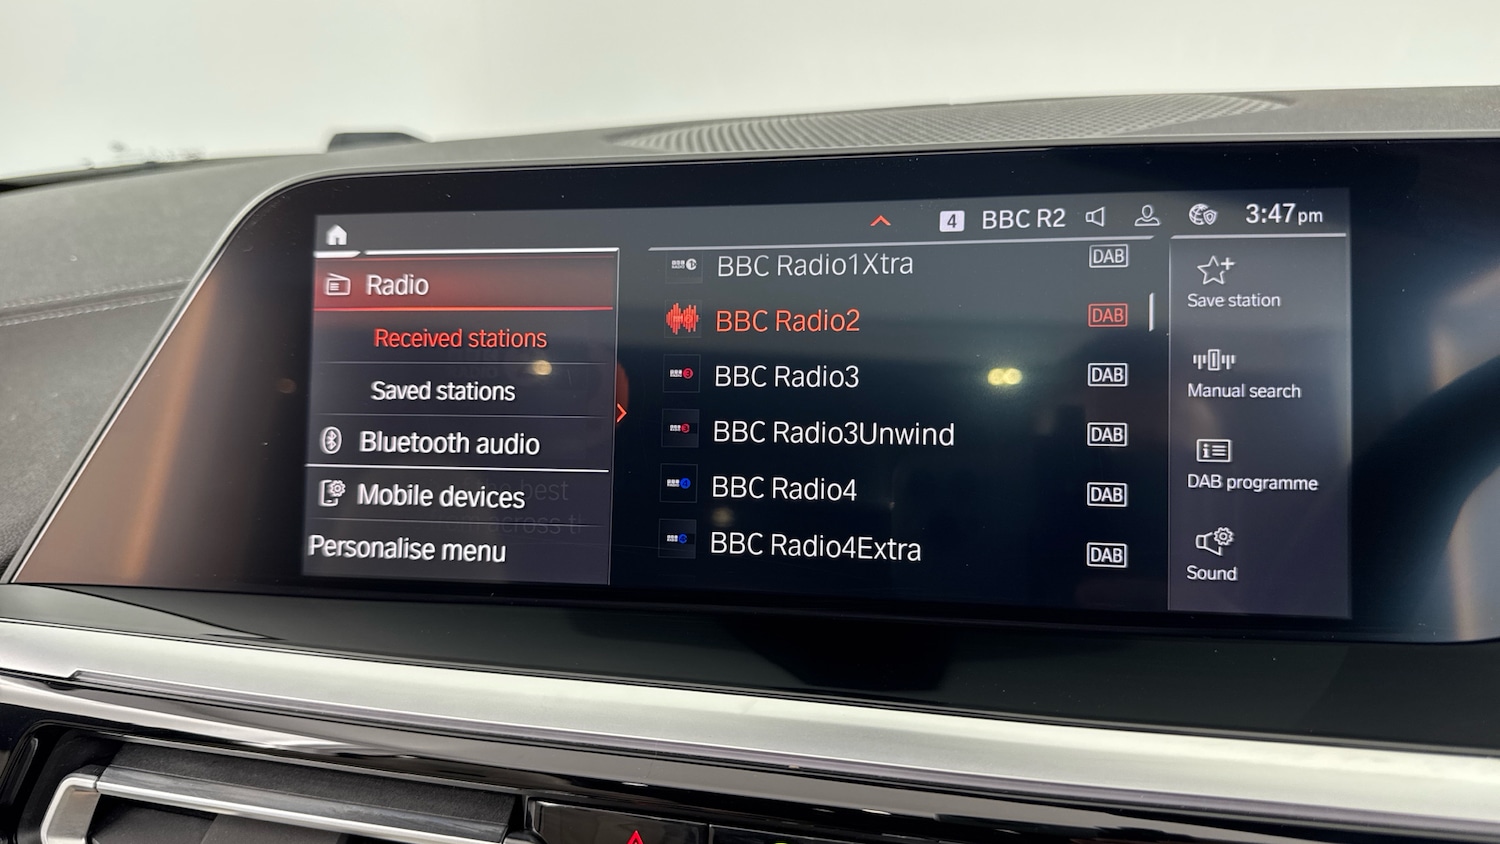 4 BBC R2 3:47pm
Radio
Received stations
Saved stations
Bluetooth audio
Mobile devices
Personalise menu
BBC Radio1Xtra DAB
BBC Radio2 DAB
BBC Radio3 DAB
BBC Radio3Unwind DAB
BBC Radio4 DAB
BBC Radio4Extra DAB
Save station
Manual search
DAB programme
Sound